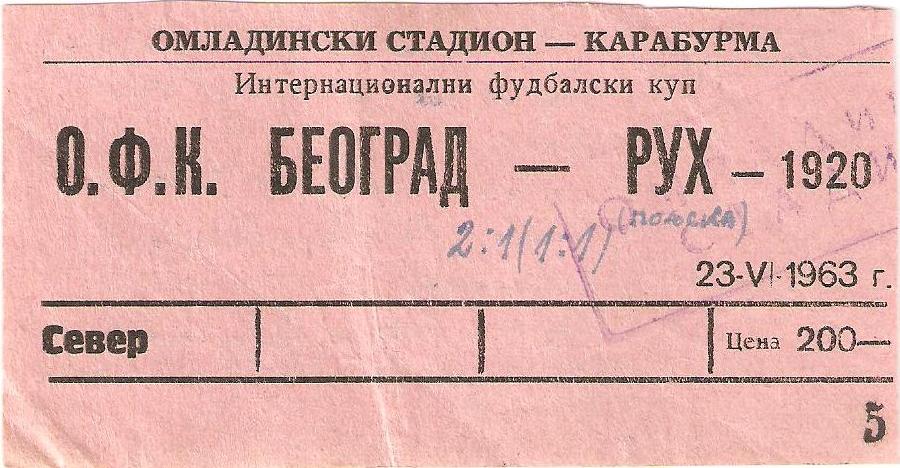 ОМЛАДИНСКИ СТАДИОН — КАРАБУРМА
Интернационални фудбалски куп
О.Ф.К. БЕОГРАД — РУХ — 1920
2:1(1:1) (пољска)
23-VI-1963 г.
Север
Цена 200—
5